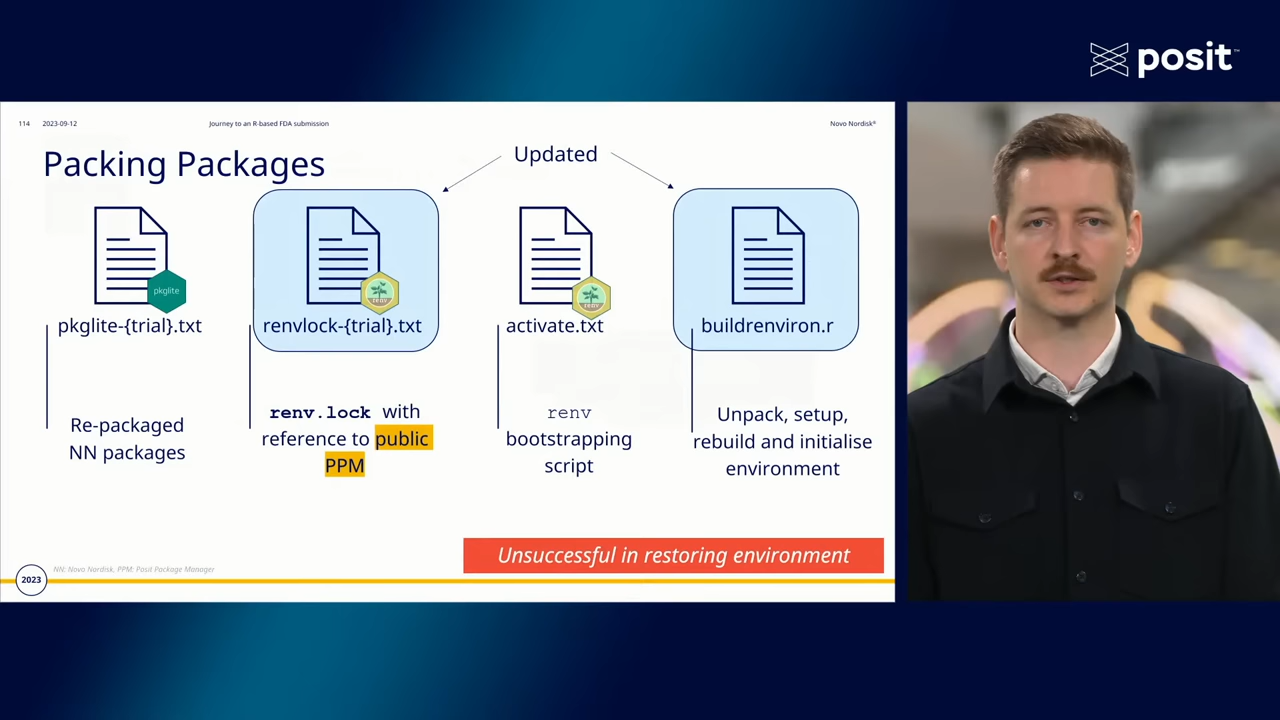 posit™
114 2023-09-12 Journey to an R-based FDA submission Novo Nordisk®
Packing Packages
Updated
pkglite
renv
renv
pkglite-{trial}.txt
renvlock-{trial}.txt
activate.txt
buildrenviron.r
Re-packaged
NN packages
renv.lock with
reference to public
PPM
renv
bootstrapping
script
Unpack, setup,
rebuild and initialise
environment
Unsuccessful in restoring environment
NN: Novo Nordisk, PPM: Posit Package Manager
2023